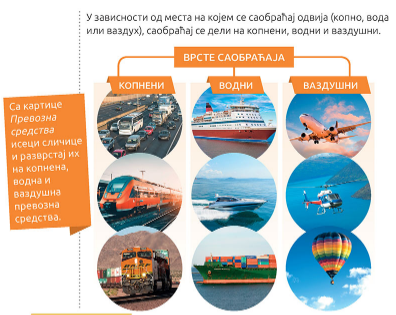 У зависности од места на којем се саобраћај одвија (копно, вода
или ваздух), саобраћај се дели на копнени, водни и ваздушни.
ВРСТЕ САОБРАЋАЈА
КОПНЕНИ
ВОДНИ
ВАЗДУШНИ
Са картице
Превозна
средства
исеци сличице
и разврстај их
на копнена,
водна и
ваздушна
превозна
средства.